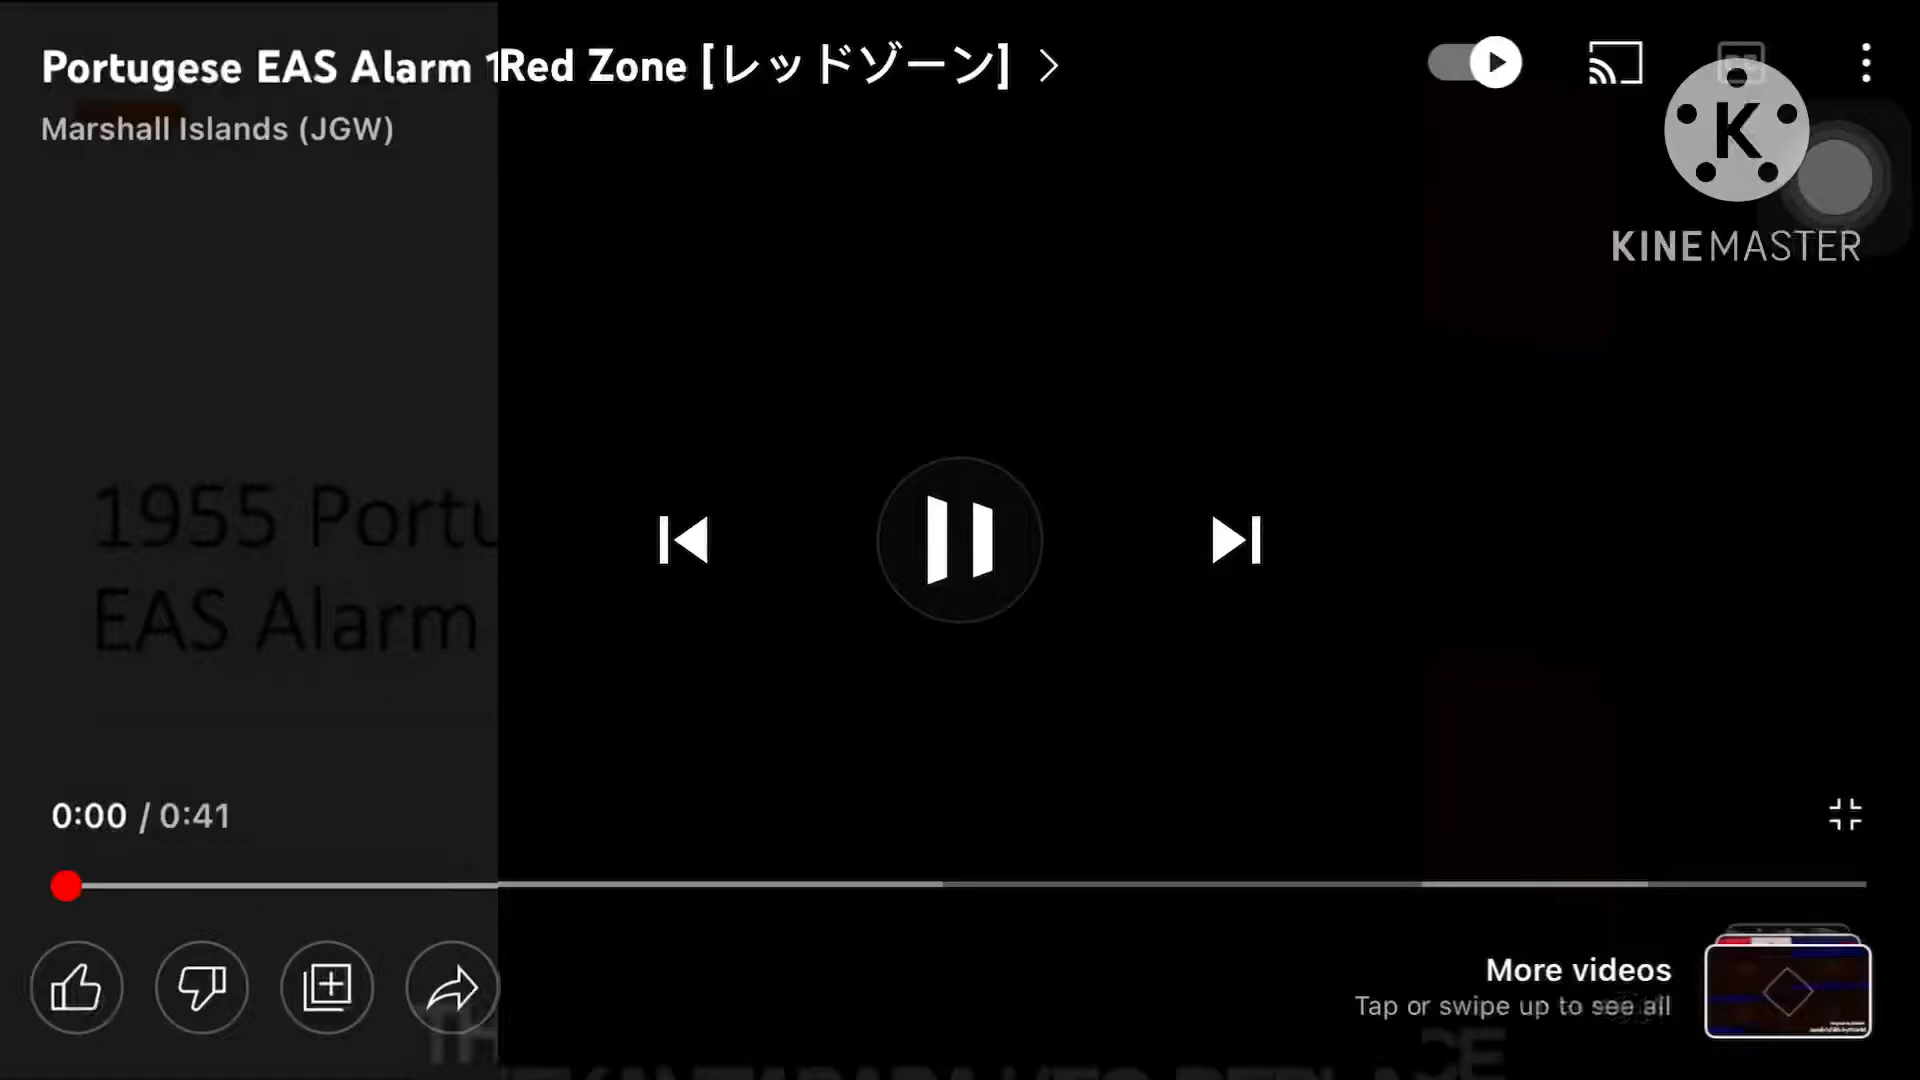 Portugese EAS Alarm 1Red Zone [レッドゾーン]
Marshall Islands (JGW)
K
KINEMASTER
1955 Portu
EAS Alarm
0:00 / 0:41
More videos
Tap or swipe up to see all